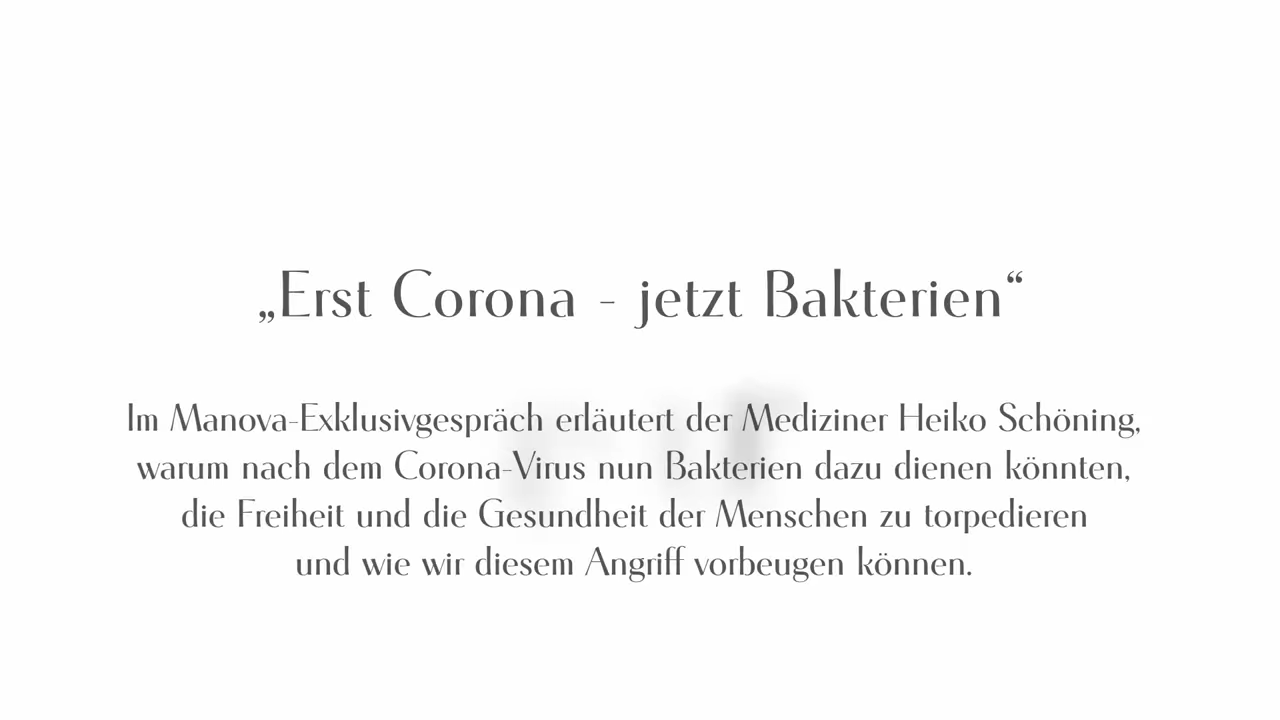 „Erst Corona - jetzt Bakterien“
Im Manova-Exklusivgespräch erläutert der Mediziner Heiko Schöning,
warum nach dem Corona-Virus nun Bakterien dazu dienen könnten,
die Freiheit und die Gesundheit der Menschen zu torpedieren
und wie wir diesem Angriff vorbeugen können.